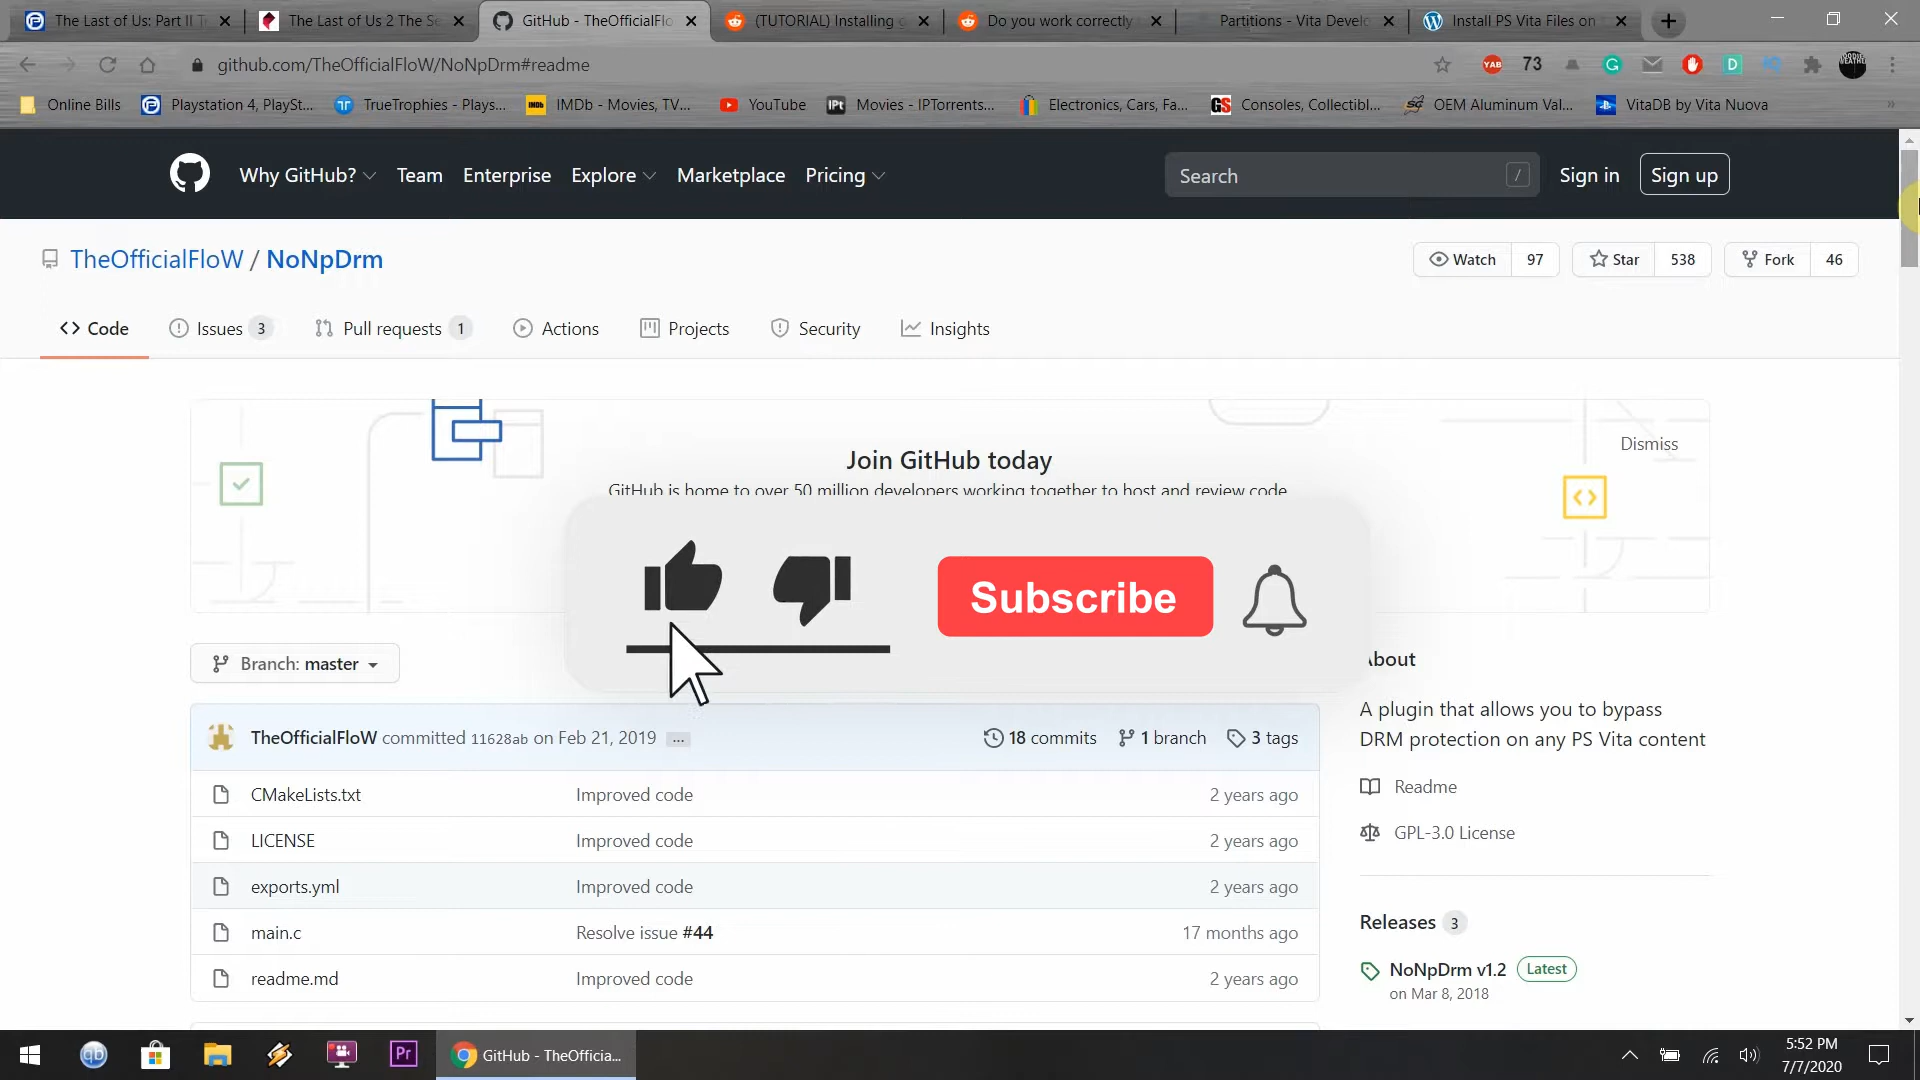 The Last of Us: Part II T
The Last of Us 2 The Se
GitHub - TheOfficialFlo
(TUTORIAL) Installing g
Do you work correctly
Partitions - Vita Develo
Install PS Vita Files on
github.com/TheOfficialFloW/NoNpDrm#readme
YAB
73
Online Bills
Playstation 4, PlaySt...
TrueTrophies - Plays...
IMDb - Movies, TV...
YouTube
Movies - IPTorrents...
Electronics, Cars, Fa...
Consoles, Collectibl...
OEM Aluminum Val...
VitaDB by Vita Nuova
Why GitHub?
Team
Enterprise
Explore
Marketplace
Pricing
Search
/
Sign in
Sign up
TheOfficialFloW / NoNpDrm
Watch 97
Star 538
Fork 46
Code
Issues 3
Pull requests 1
Actions
Projects
Security
Insights
Join GitHub today
Dismiss
GitHub is home to over 50 million developers working together to host and review code
Subscribe
Branch: master
About
A plugin that allows you to bypass
DRM protection on any PS Vita content
Readme
GPL-3.0 License
TheOfficialFloW committed 11628ab on Feb 21, 2019 ...
18 commits
1 branch
3 tags
CMakeLists.txt Improved code 2 years ago
LICENSE Improved code 2 years ago
exports.yml Improved code 2 years ago
main.c Resolve issue #44 17 months ago
readme.md Improved code 2 years ago
Releases 3
NoNpDrm v1.2 Latest
on Mar 8, 2018
qb
Pr
GitHub - TheOfficia...
5:52 PM
7/7/2020